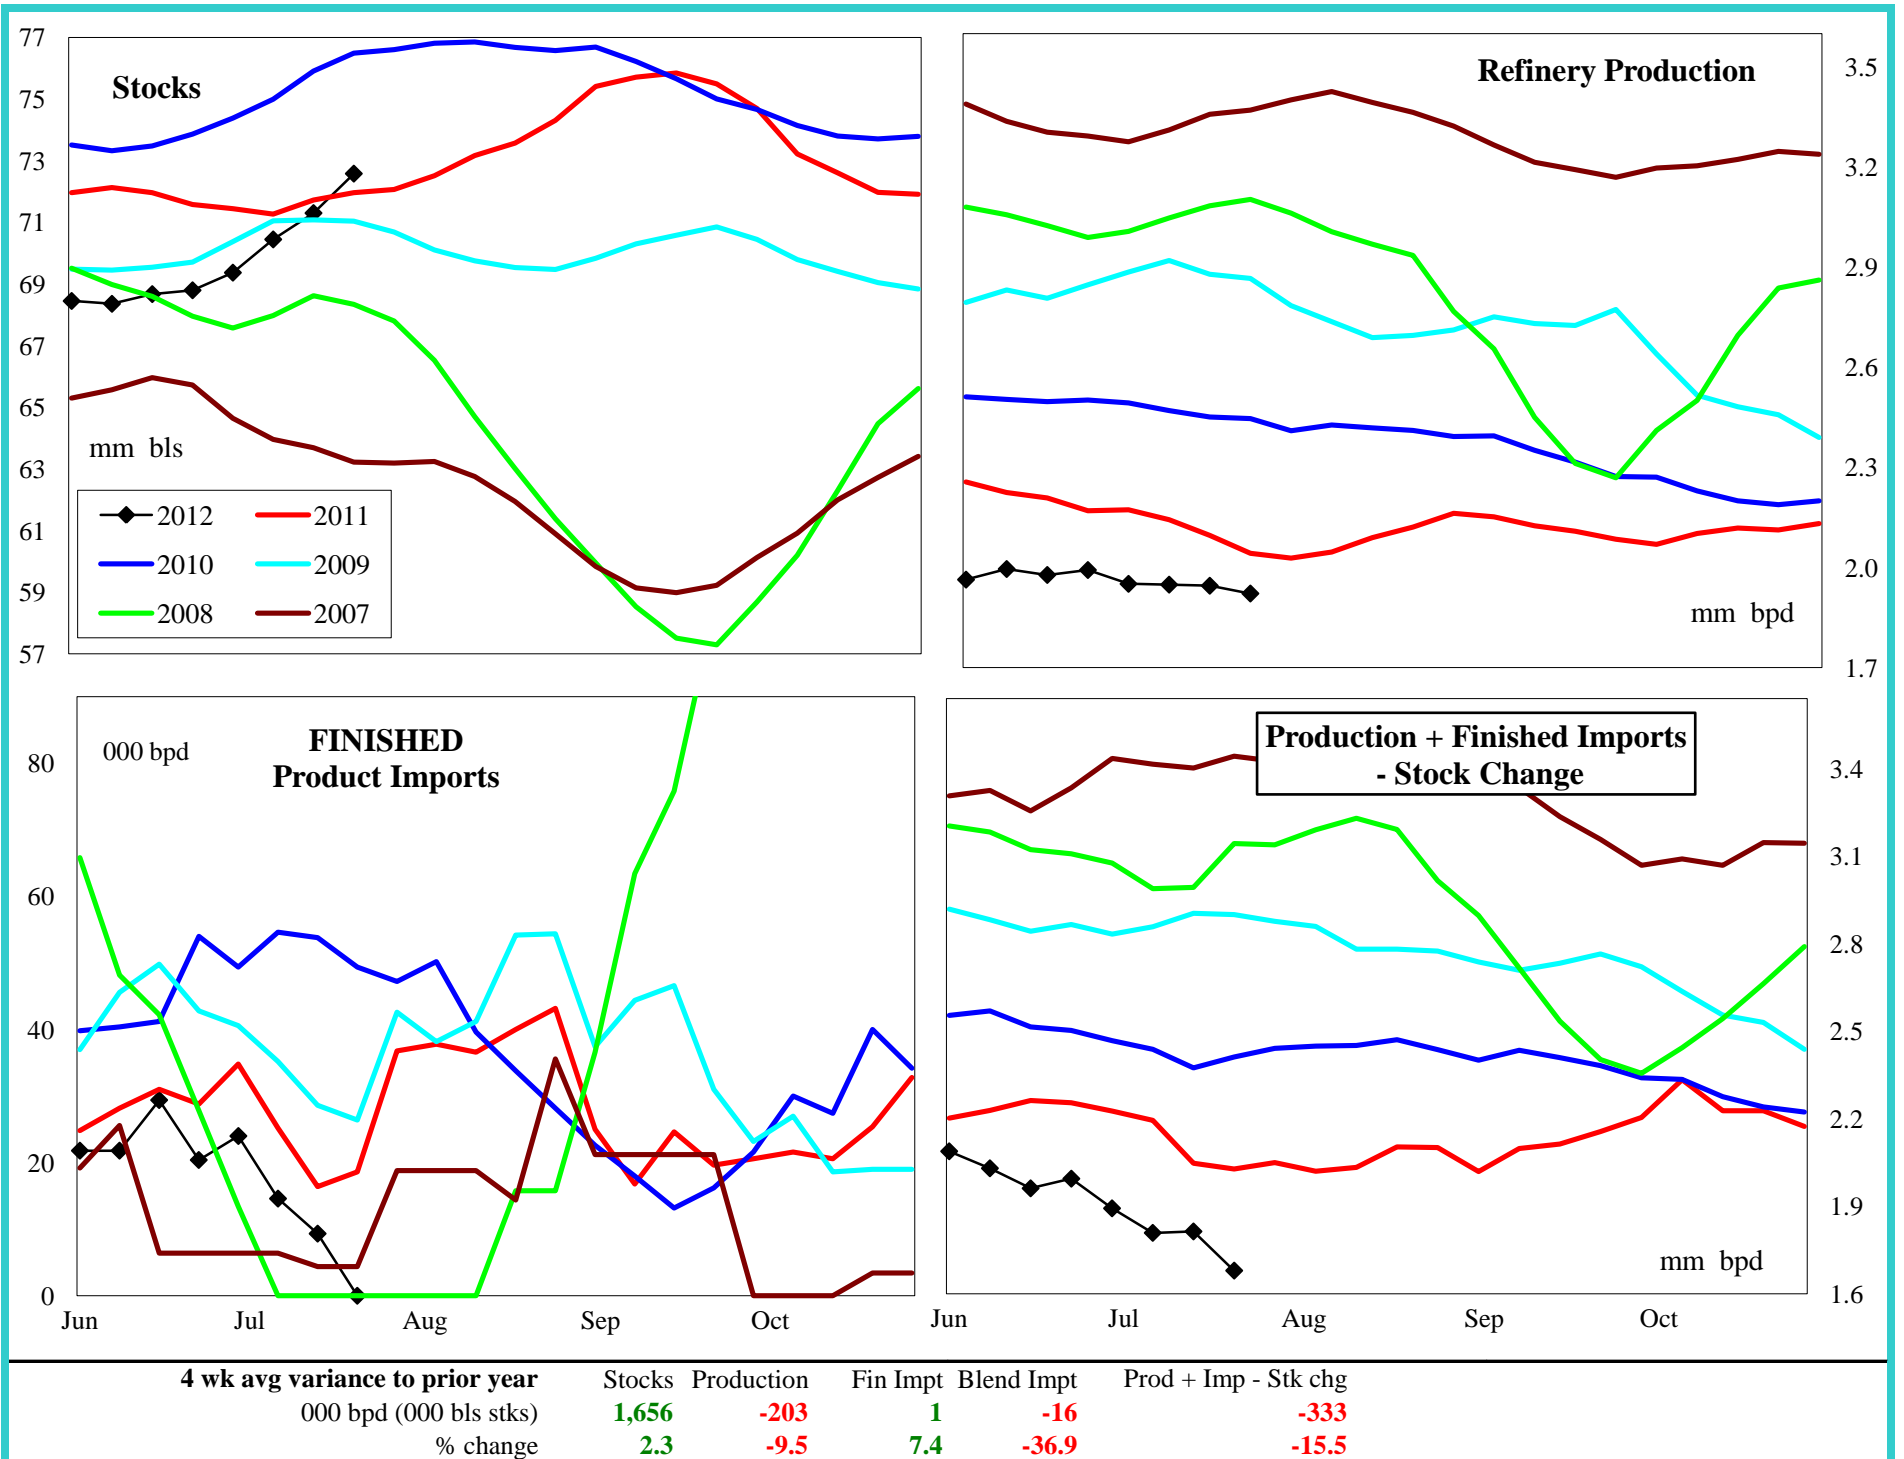 77
75
73
71
69
67
65
63
61
59
57
Stocks
mm bls
2012
2011
2010
2009
2008
2007
Refinery Production
3.5
3.2
2.9
2.6
2.3
2.0
1.7
mm bpd
80
60
40
20
0
000 bpd
FINISHED
Product Imports
Jun
Jul
Aug
Sep
Oct
Production + Finished Imports
- Stock Change
3.4
3.1
2.8
2.5
2.2
1.9
1.6
mm bpd
Jun
Jul
Aug
Sep
Oct
4 wk avg variance to prior year Stocks Production Fin Impt Blend Impt Prod + Imp - Stk chg
000 bpd (000 bls stks) 1,656 -203 1 -16 -333
% change 2.3 -9.5 7.4 -36.9 -15.5